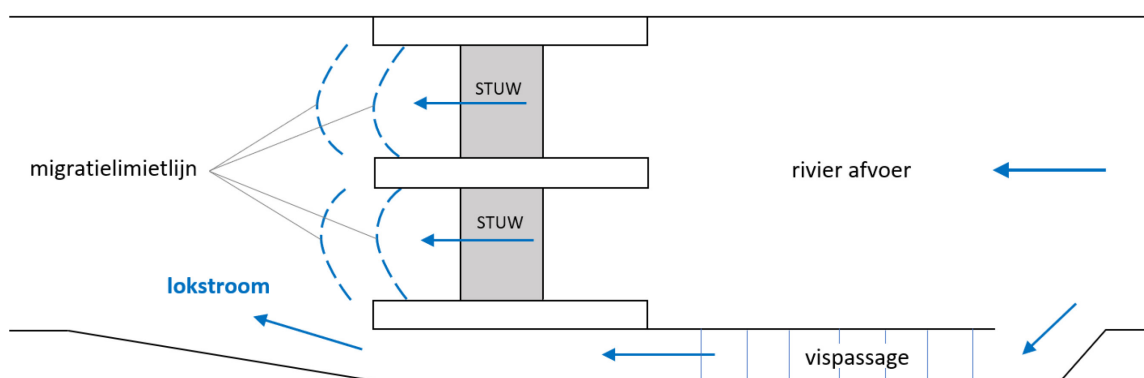 STUW
migratielimietlijn
rivier afvoer
STUW
lokstroom
vispassage